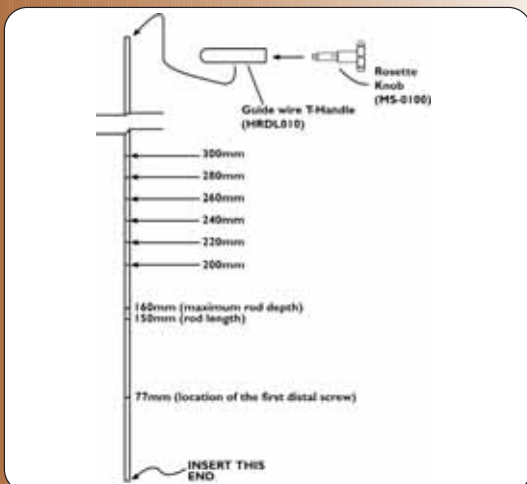 Rosette
Knob
(MS-0100)
Guide wire T-Handle
(HRDL010)
300mm
280mm
260mm
240mm
220mm
200mm
160mm (maximum rod depth)
150mm (rod length)
77mm (location of the first distal screw)
INSERT THIS
END